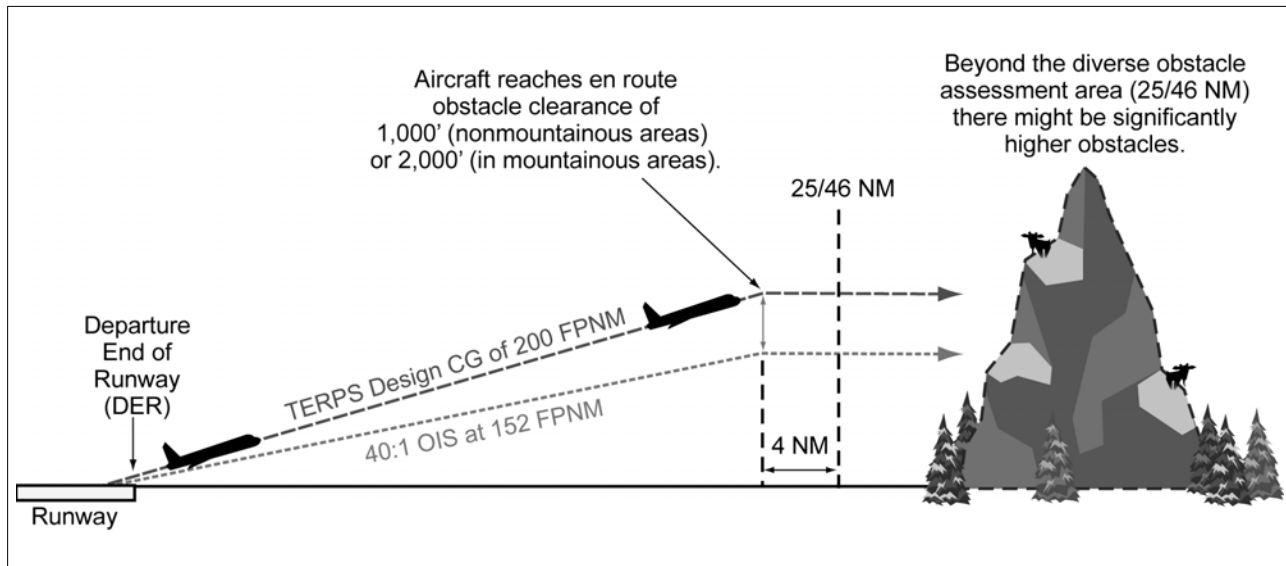 Aircraft reaches en route
obstacle clearance of
1,000' (nonmountainous areas)
or 2,000' (in mountainous areas).
Beyond the diverse obstacle
assessment area (25/46 NM)
there might be significantly
higher obstacles.
25/46 NM
Departure
End of
Runway
(DER)
TERPS Design CG of 200 FPNM
40:1 OIS at 152 FPNM
4 NM
Runway